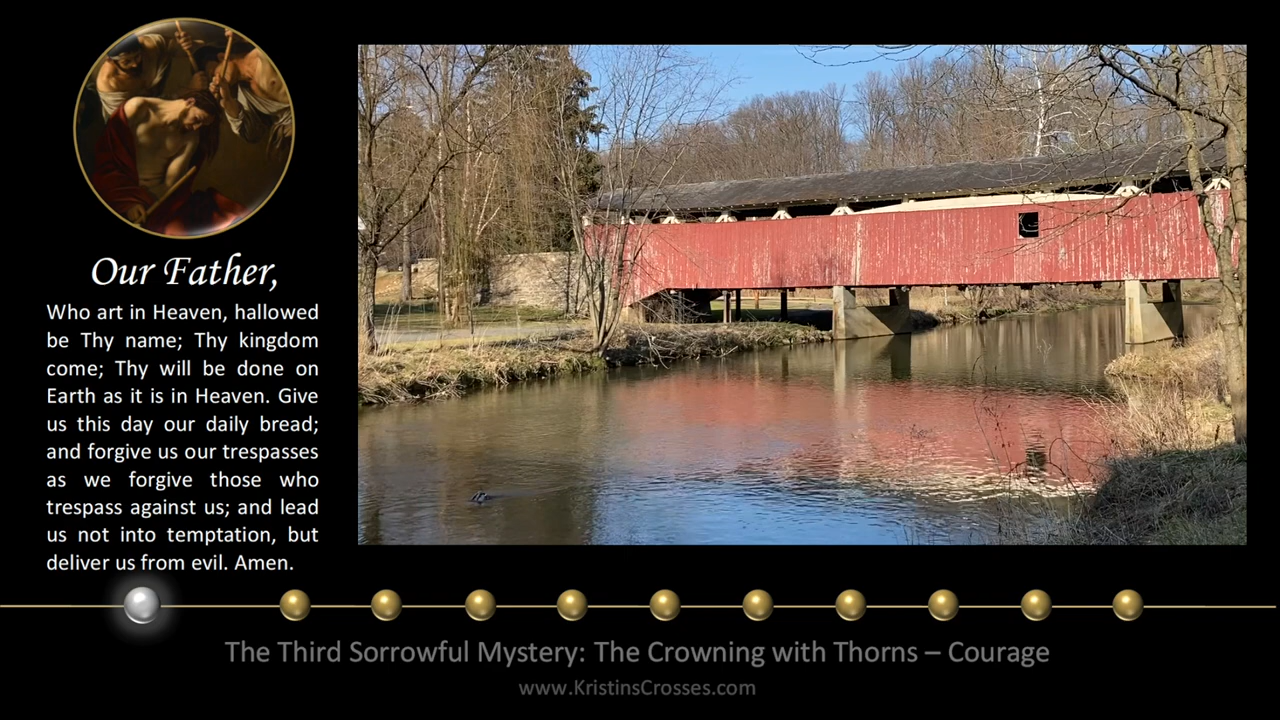 Our Father,
Who art in Heaven, hallowed
be Thy name; Thy kingdom
come; Thy will be done on
Earth as it is in Heaven. Give
us this day our daily bread;
and forgive us our trespasses
as we forgive those who
trespass against us; and lead
us not into temptation, but
deliver us from evil. Amen.
The Third Sorrowful Mystery: The Crowning with Thorns – Courage
www.KristinsCrosses.com